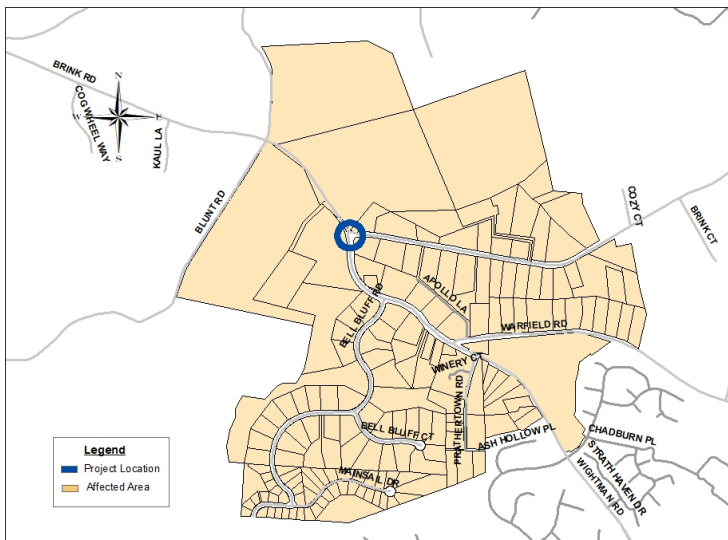 BRINK RD
N
COGWHEEL WAY
W
E
KAUL LA
S
BLUNT RD
COZY CT
BRINK CT
APOLLO LA
BELL BLUFF RD
WARFIELD RD
WINERY CT
PRATHERTOWN RD
BELL BLUFF CT
ASH HOLLOW PL
CHADBURN PL
STRATH HAVEN DR
WIGHTMAN RD
MAINSAIL DR
Legend
Project Location
Affected Area